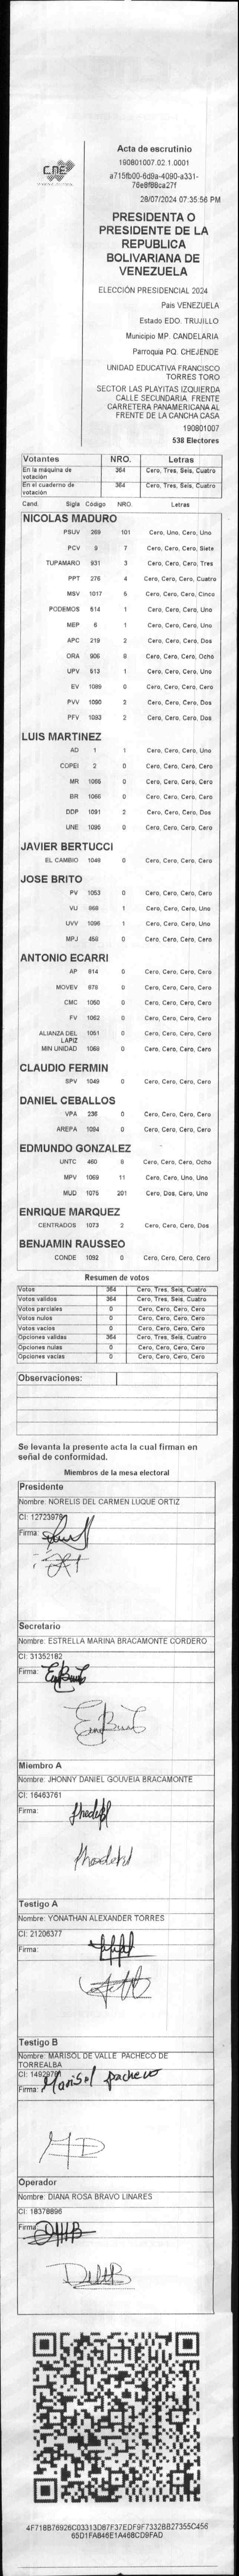 CNE
Acta de escrutinio
190801007.02.1.0001
a715fb00-6d9a-4090-a331-
76e9f98ca27f
28/07/2024 07:35:56 PM
PRESIDENTA O
PRESIDENTE DE LA
REPUBLICA
BOLIVARIANA DE
VENEZUELA
ELECCIÓN PRESIDENCIAL 2024
País VENEZUELA
Estado EDO. TRUJILLO
Municipio MP. CANDELARIA
Parroquia PQ. CHEJENDE
UNIDAD EDUCATIVA FRANCISCO
TORRES TORO
SECTOR LAS PLAYITAS IZQUIERDA
CALLE SECUNDARIA. FRENTE
CARRETERA PANAMERICANA AL
FRENTE DE LA CANCHA CASA
190801007
538 Electores
Votantes NRO. Letras
En la máquina de votación 364 Cero, Tres, Seis, Cuatro
En el cuaderno de votación 364 Cero, Tres, Seis, Cuatro
Cand. Sigla Código NRO. Letras
NICOLAS MADURO
PSUV 269 101 Cero, Uno, Cero, Uno
PCV 9 7 Cero, Cero, Cero, Siete
TUPAMARO 931 3 Cero, Cero, Cero, Tres
PPT 276 4 Cero, Cero, Cero, Cuatro
MSV 1017 5 Cero, Cero, Cero, Cinco
PODEMOS 514 1 Cero, Cero, Cero, Uno
MEP 6 1 Cero, Cero, Cero, Uno
APC 219 2 Cero, Cero, Cero, Dos
ORA 906 8 Cero, Cero, Cero, Ocho
UPV 513 1 Cero, Cero, Cero, Uno
EV 1089 0 Cero, Cero, Cero, Cero
PVV 1090 2 Cero, Cero, Cero, Dos
PFV 1093 2 Cero, Cero, Cero, Dos
LUIS MARTINEZ
AD 1 1 Cero, Cero, Cero, Uno
COPEI 2 0 Cero, Cero, Cero, Cero
MR 1065 0 Cero, Cero, Cero, Cero
BR 1066 0 Cero, Cero, Cero, Cero
DDP 1091 2 Cero, Cero, Cero, Dos
UNE 1095 0 Cero, Cero, Cero, Cero
JAVIER BERTUCCI
EL CAMBIO 1048 0 Cero, Cero, Cero, Cero
JOSE BRITO
PV 1053 0 Cero, Cero, Cero, Cero
VU 968 1 Cero, Cero, Cero, Uno
UVV 1096 1 Cero, Cero, Cero, Uno
MPJ 458 0 Cero, Cero, Cero, Cero
ANTONIO ECARRI
AP 814 0 Cero, Cero, Cero, Cero
MOVEV 678 0 Cero, Cero, Cero, Cero
CMC 1050 0 Cero, Cero, Cero, Cero
FV 1062 0 Cero, Cero, Cero, Cero
ALIANZA DEL LAPIZ 1051 0 Cero, Cero, Cero, Cero
MIN UNIDAD 1068 0 Cero, Cero, Cero, Cero
CLAUDIO FERMIN
SPV 1049 0 Cero, Cero, Cero, Cero
DANIEL CEBALLOS
VPA 236 0 Cero, Cero, Cero, Cero
AREPA 1094 0 Cero, Cero, Cero, Cero
EDMUNDO GONZALEZ
UNTC 460 8 Cero, Cero, Cero, Ocho
MPV 1069 11 Cero, Cero, Uno, Uno
MUD 1075 201 Cero, Dos, Cero, Uno
ENRIQUE MARQUEZ
CENTRADOS 1073 2 Cero, Cero, Cero, Dos
BENJAMIN RAUSSEO
CONDE 1092 0 Cero, Cero, Cero, Cero
Resumen de votos
Votos 364 Cero, Tres, Seis, Cuatro
Votos validos 364 Cero, Tres, Seis, Cuatro
Votos parciales 0 Cero, Cero, Cero, Cero
Votos nulos 0 Cero, Cero, Cero, Cero
Votos vacios 0 Cero, Cero, Cero, Cero
Opciones validas 364 Cero, Tres, Seis, Cuatro
Opciones nulas 0 Cero, Cero, Cero, Cero
Opciones vacias 0 Cero, Cero, Cero, Cero
Observaciones:
Se levanta la presente acta la cual firman en
señal de conformidad.
Miembros de la mesa electoral
Presidente
Nombre: NORELIS DEL CARMEN LUQUE ORTIZ
CI: 12723978
Firma:
Secretario
Nombre: ESTRELLA MARINA BRACAMONTE CORDERO
CI: 31352182
Firma:
Miembro A
Nombre: JHONNY DANIEL GOUVEIA BRACAMONTE
CI: 16463761
Firma:
Testigo A
Nombre: YONATHAN ALEXANDER TORRES
CI: 21206377
Firma:
Testigo B
Nombre: MARISOL DE VALLE PACHECO DE
TORREALBA
CI:
Firma: Marisol pacheco
Operador
Nombre: DIANA ROSA BRAVO LINARES
CI: 18378896
Firma:
4F718B76926C03313D87F37EDF9F7332BB27355C456
65D1FA846E1A468CD9FAD